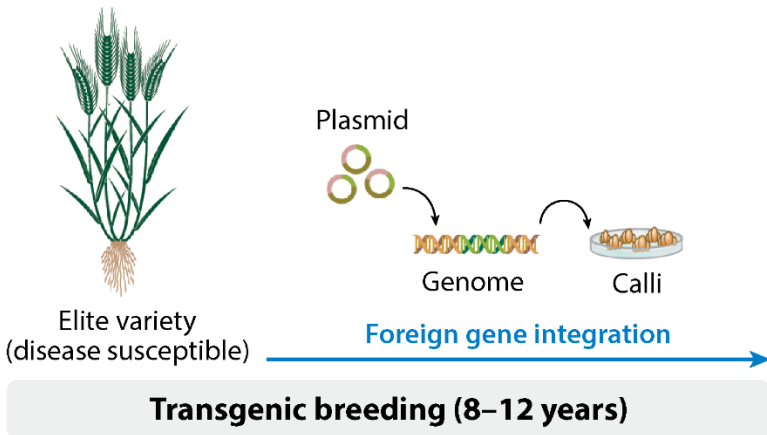 Plasmid
Genome
Calli
Elite variety
(disease susceptible)
Foreign gene integration
Transgenic breeding (8–12 years)